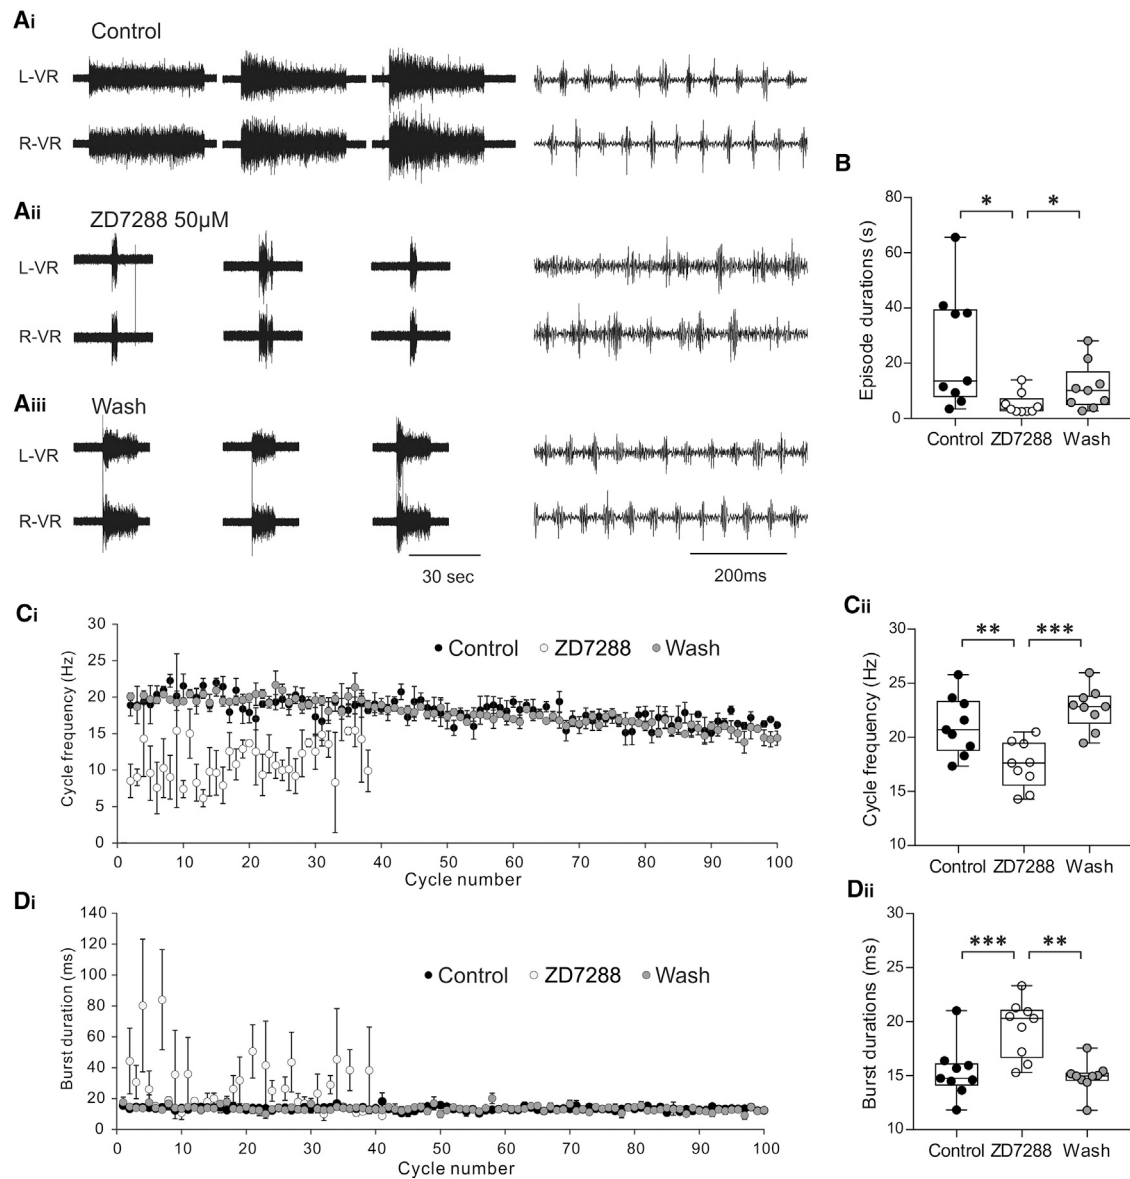 Ai
Control
L-VR
R-VR
Aii
ZD7288 50μM
L-VR
R-VR
Aiii
Wash
L-VR
R-VR
30 sec
200ms
B
Episode durations (s)
80
60
40
20
0
* *
Control ZD7288 Wash
Ci
Cycle frequency (Hz)
30
25
20
15
10
5
0
Control ZD7288 Wash
0 10 20 30 40 50 60 70 80 90 100
Cycle number
Cii
Cycle frequency (Hz)
30
25
20
15
10
** ***
Control ZD7288 Wash
Di
Burst duration (ms)
140
120
100
80
60
40
20
0
Control ZD7288 Wash
0 10 20 30 40 50 60 70 80 90 100
Cycle number
Dii
Burst durations (ms)
30
25
20
15
10
*** **
Control ZD7288 Wash